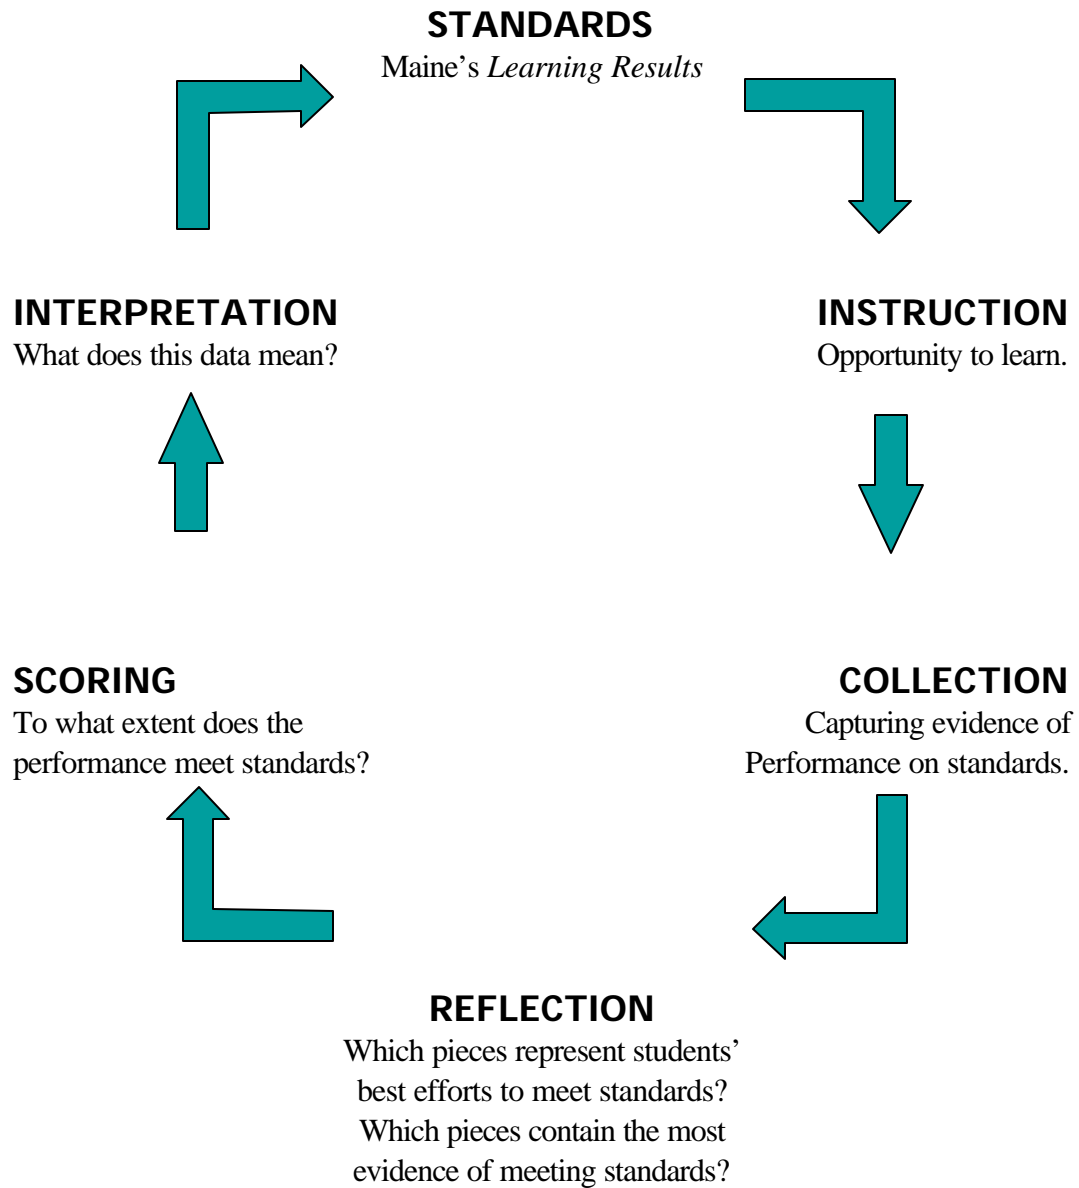 STANDARDS
Maine’s Learning Results
INTERPRETATION
What does this data mean?
INSTRUCTION
Opportunity to learn.
SCORING
To what extent does the
performance meet standards?
COLLECTION
Capturing evidence of
Performance on standards.
REFLECTION
Which pieces represent students’
best efforts to meet standards?
Which pieces contain the most
evidence of meeting standards?